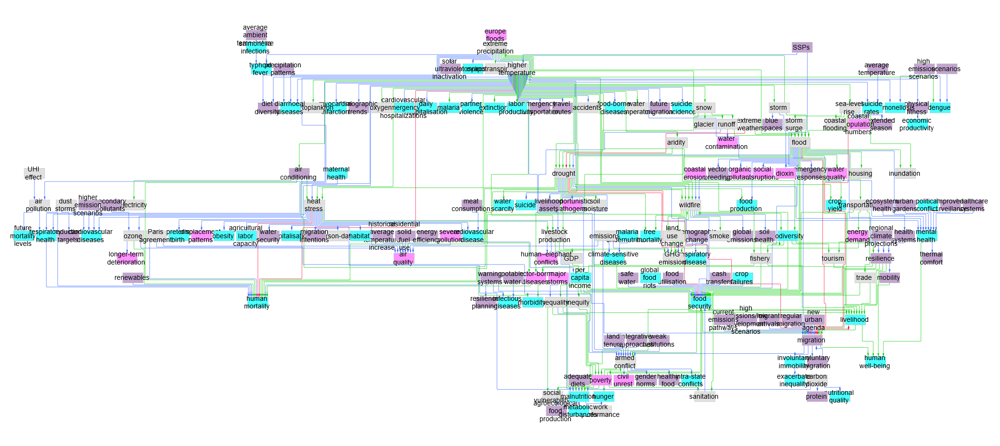 average
ambient
salmonella
infections
europe
floods
extreme
precipitation
SSPs
typhoid
fever
precipitation
patterns
solar
ultraviolet
inactivation
higher
temperature
average
temperature
high
emission
scenarios
scenarios
diet
diversity
diarrhoeal
diseases
trends
oxygen
cardiovascular
hospitalizations
daily
malaria
partner
violence
extinction
labor
productivity
travel
routes
accidents
food-borne
diseases
water
future
migration
suicide
incidence
snow
storm
sea-level
rise
suicide
rates
physical
fitness
dengue
glacier
runoff
extreme
weather
blue
spaces
storm
surge
coastal
flooding
coastal
population
numbers
extended
season
economic
productivity
aridity
water
contamination
flood
UHI
effect
air
conditioning
maternal
health
drought
coastal
erosion
vector
breeding
organic
pollutants
social
disruptions
dioxin
emergency
responses
water
quality
housing
inundation
air
pollution
dust
storms
higher
emission
scenarios
secondary
pollutants
electricity
heat
stress
meat
consumption
water
scarcity
suicide
livelihood
assets
opportunistic
pathogens
soil
moisture
wildfire
food
production
crop
yield
ecosystem
health
urban
gardens
political
conflict
improved
surveillance
healthcare
systems
future
mortality
levels
respiratory
health
targets
cardiovascular
diseases
ozone
Paris
agreement
preterm
birth
displacement
patterns
obesity
agricultural
labor
capacity
water
security
migration
intentions
habitat
historical
average
temperature
increase
residential
solid
fuel
use
energy
efficiency
severe
pollution
cardiovascular
disease
livestock
production
emissions
malaria
tree
mortality
land
use
change
demographic
change
smoke
global
emissions
soil
health
biodiversity
energy
demand
regional
climate
projections
health
systems
mental
health
longer-term
deterioration
air
quality
human–elephant
conflicts
GDP
climate-sensitive
diseases
GHG
emission
respiratory
disease
fishery
tourism
resilience
thermal
comfort
renewables
warning
systems
potable
water
vector-borne
diseases
major
storms
per
capita
income
safe
water
global
food
riots
food
utilisation
cash
transfers
crop
failures
trade
mobility
human
mortality
resilience
planning
infectious
diseases
morbidity
inequality
inequity
food
security
current
emissions
pathways
high
emissions/low
development
scenarios
migrant
arrivals
regular
migration
new
urban
agenda
livelihood
land
tenure
integrative
approaches
weak
institutions
migration
armed
conflict
involuntary
immobility
voluntary
migration
human
well-being
adequate
diets
poverty
civil
unrest
gender
norms
healthy
food
intra-state
conflicts
exacerbate
inequality
carbon
dioxide
social
vulnerability
malnutrition
hunger
sanitation
protein
nutritional
quality
agroecological
food
production
metabolic
disturbances
work